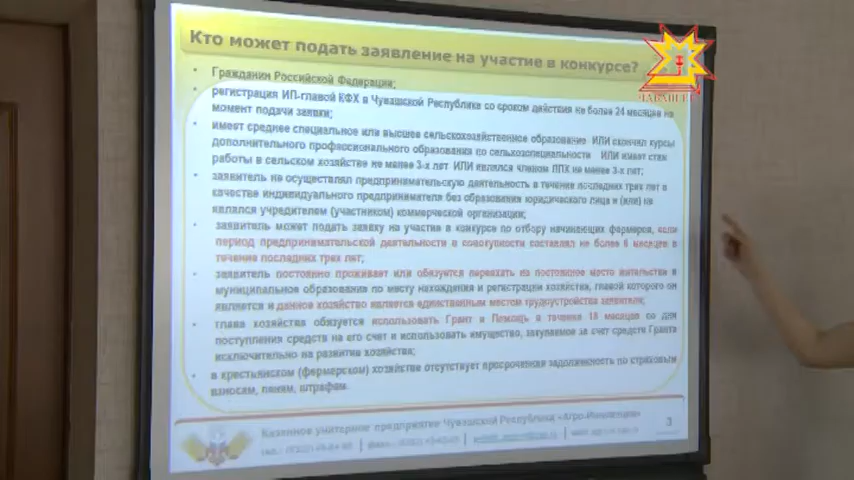 Кто может подать заявление на участие в конкурсе?
• Гражданин Российской Федерации;
• регистрация ИП-главой КФХ в Чувашской Республике со сроком действия не более 24 месяцев на
момент подачи заявки;
• имеет среднее специальное или высшее сельскохозяйственное образование ИЛИ окончил курсы
дополнительного профессионального образования по сельхозспециальности ИЛИ имеет стаж
работы в сельском хозяйстве не менее 3-х лет ИЛИ являлся членом ЛПХ не менее 3-х лет;
• заявитель не осуществлял предпринимательскую деятельность в течение последних трех лет в
качестве индивидуального предпринимателя без образования юридического лица и (или) не
являлся учредителем (участником) коммерческой организации;
• заявитель может подать заявку на участие в конкурсе по отбору начинающих фермеров, если
период предпринимательской деятельности в совокупности составлял не более 6 месяцев в
течение последних трех лет;
• заявитель постоянно проживает или обязуется переехать на постоянное место жительства в
муниципальное образование по месту нахождения и регистрации хозяйства, главой которого он
является и данное хозяйство является единственным местом трудоустройства заявителя;
• глава хозяйства обязуется использовать Грант и Помощь в течение 18 месяцев со дня
поступления средств на его счет и использовать имущество, закупаемое за счет средств Гранта
исключительно на развитие хозяйства;
• в крестьянском (фермерском) хозяйстве отсутствует просроченная задолженность по страховым
взносам, пеням, штрафам.
Казенное унитарное предприятие Чувашской Республики «Агро-Инновации»
3